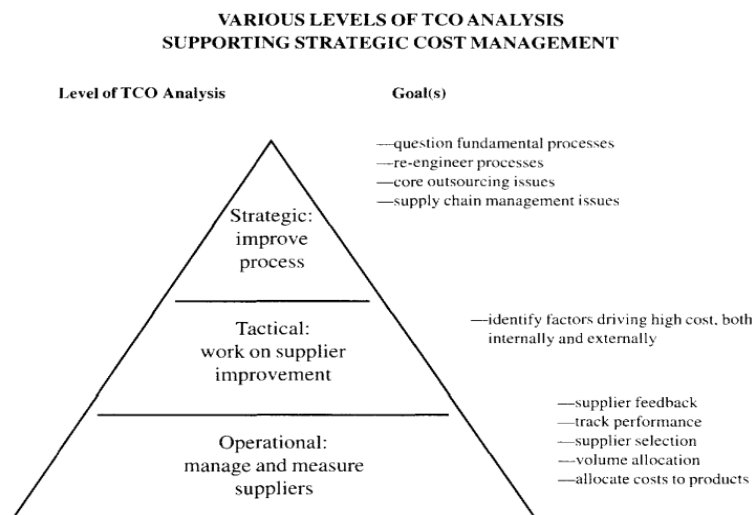 VARIOUS LEVELS OF TCO ANALYSIS
SUPPORTING STRATEGIC COST MANAGEMENT
Level of TCO Analysis
Goal(s)
—question fundamental processes
—re-engineer processes
—core outsourcing issues
—supply chain management issues
Strategic:
improve
process
—identify factors driving high cost, both
internally and externally
Tactical:
work on supplier
improvement
—supplier feedback
—track performance
—supplier selection
—volume allocation
—allocate costs to products
Operational:
manage and measure
suppliers